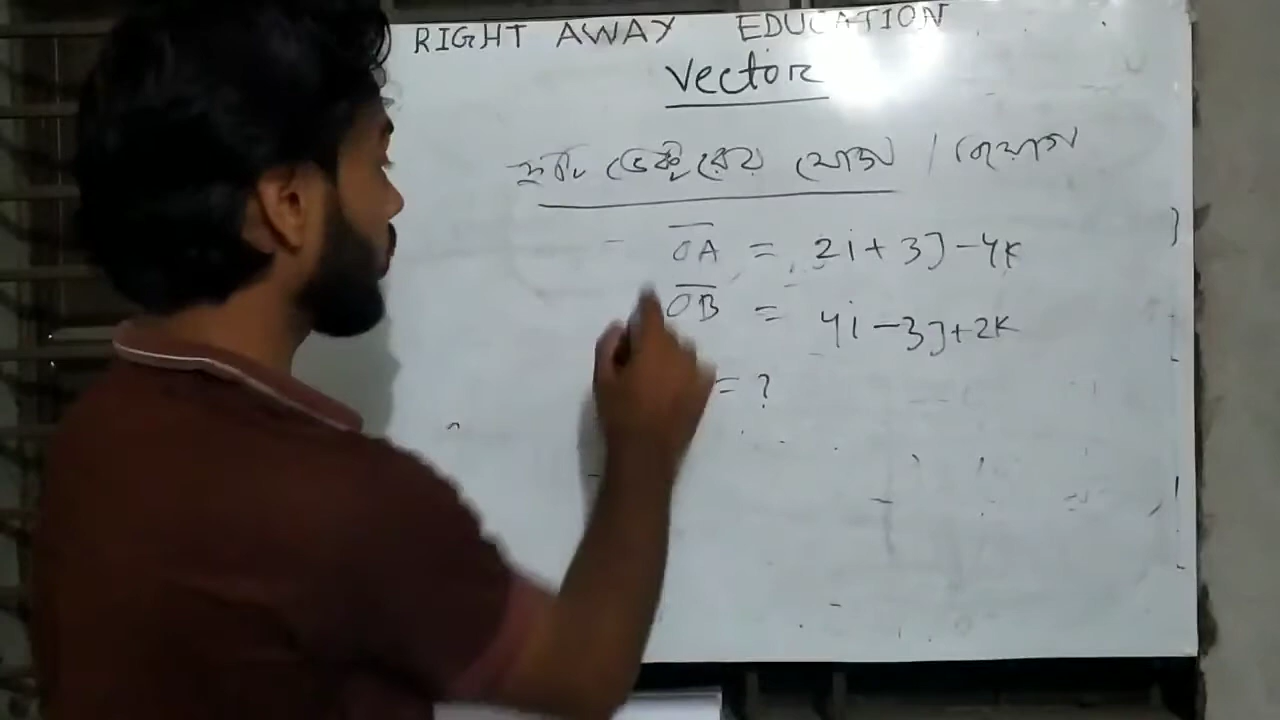 RIGHT AWAY EDUCATION
Vector
দুটি ভেক্টরের যোগ / বিয়োগ
OA = 2i + 3j - 4k
OB = 4i - 3j + 2k
= ?